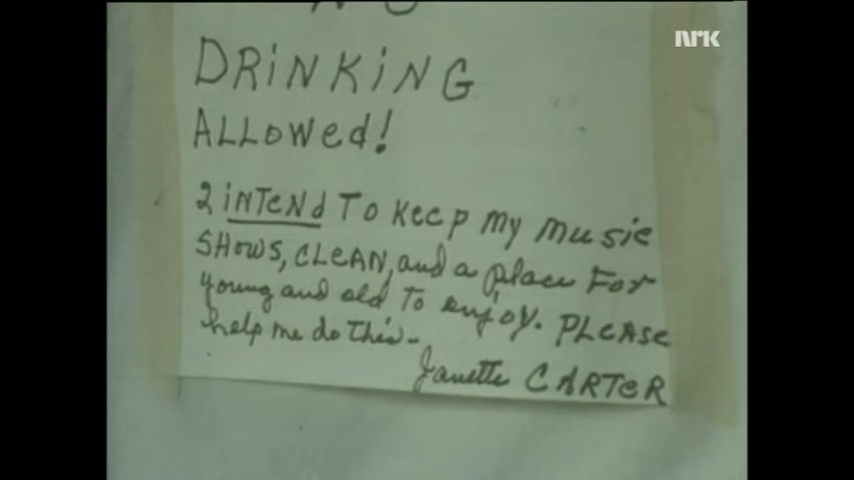 NRK
DRiNKiNG
ALLOWed!
I iNTeNd To Keep my music
SHOWS, CLeAN, and a place For
young and old To enjoy. PLeASe
help me do this.
Janette CARTeR